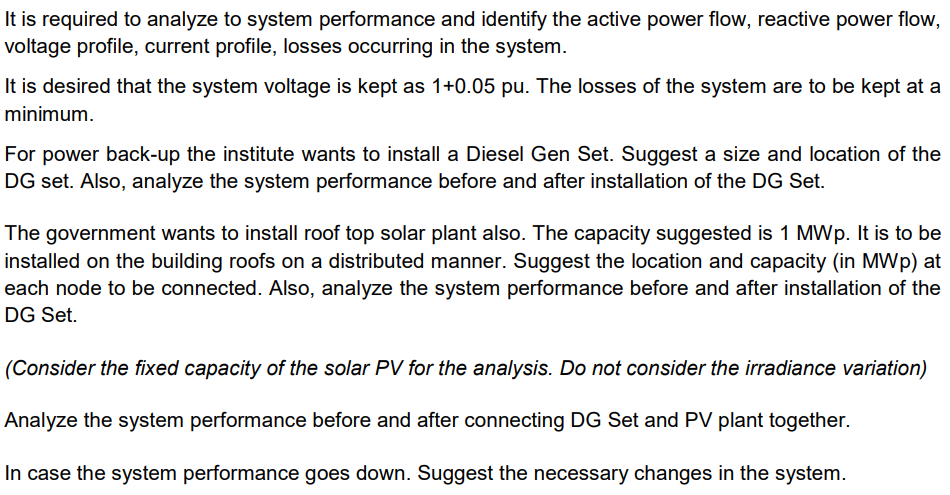 It is required to analyze to system performance and identify the active power flow, reactive power flow,
voltage profile, current profile, losses occurring in the system.
It is desired that the system voltage is kept as 1+0.05 pu. The losses of the system are to be kept at a
minimum.
For power back-up the institute wants to install a Diesel Gen Set. Suggest a size and location of the
DG set. Also, analyze the system performance before and after installation of the DG Set.
The government wants to install roof top solar plant also. The capacity suggested is 1 MWp. It is to be
installed on the building roofs on a distributed manner. Suggest the location and capacity (in MWp) at
each node to be connected. Also, analyze the system performance before and after installation of the
DG Set.
(Consider the fixed capacity of the solar PV for the analysis. Do not consider the irradiance variation)
Analyze the system performance before and after connecting DG Set and PV plant together.
In case the system performance goes down. Suggest the necessary changes in the system.